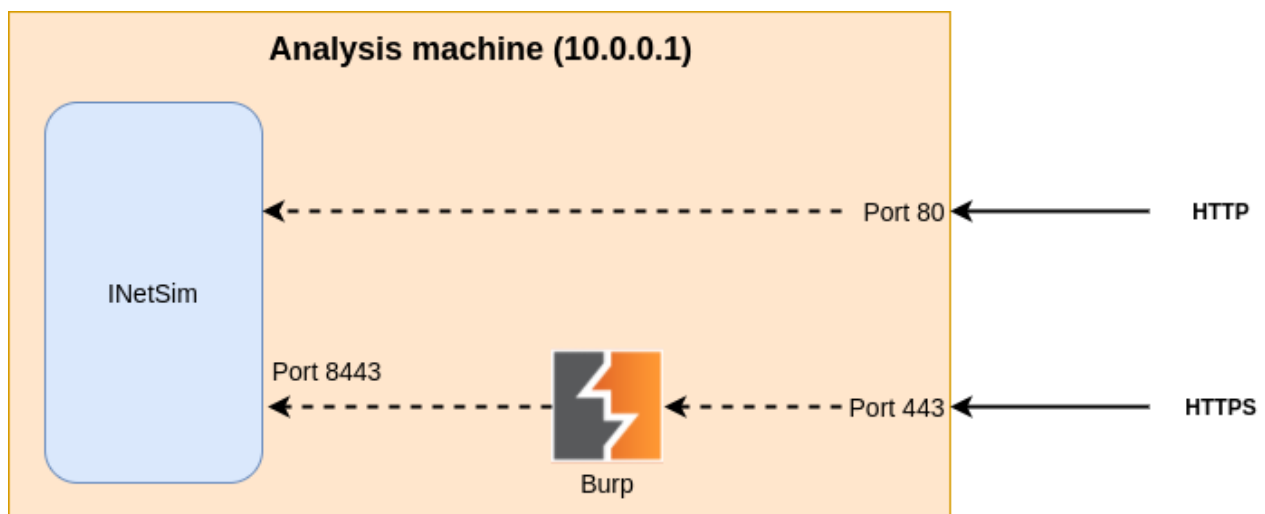 Analysis machine (10.0.0.1)
Port 80
HTTP
INetSim
Port 8443
Port 443
HTTPS
Burp